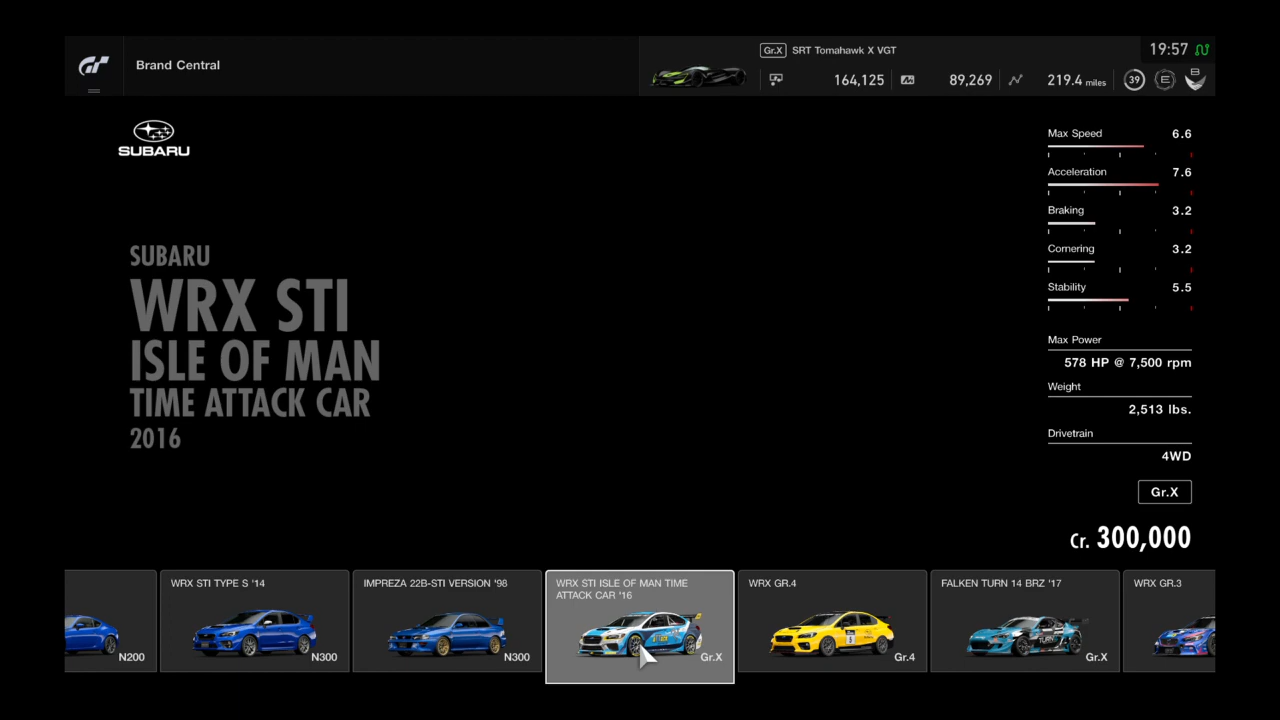 GT
Brand Central
Gr.X SRT Tomahawk X VGT
19:57
164,125 89,269 219.4 miles 39 E B
SUBARU
SUBARU
WRX STI
ISLE OF MAN
TIME ATTACK CAR
2016
Max Speed 6.6
Acceleration 7.6
Braking 3.2
Cornering 3.2
Stability 5.5
Max Power
578 HP @ 7,500 rpm
Weight
2,513 lbs.
Drivetrain
4WD
Gr.X
Cr. 300,000
N200
WRX STI TYPE S '14
N300
IMPREZA 22B-STI VERSION '98
N300
WRX STI ISLE OF MAN TIME
ATTACK CAR '16
Gr.X
WRX GR.4
Gr.4
FALKEN TURN 14 BRZ '17
Gr.X
WRX GR.3